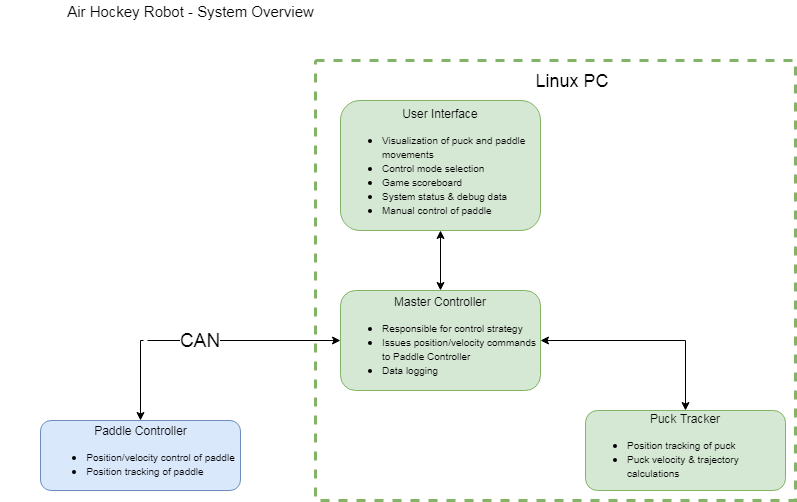 Air Hockey Robot - System Overview
Linux PC
User Interface
• Visualization of puck and paddle
movements
• Control mode selection
• Game scoreboard
• System status & debug data
• Manual control of paddle
Master Controller
• Responsible for control strategy
• Issues position/velocity commands
to Paddle Controller
• Data logging
CAN
Paddle Controller
• Position/velocity control of paddle
• Position tracking of paddle
Puck Tracker
• Position tracking of puck
• Puck velocity & trajectory
calculations